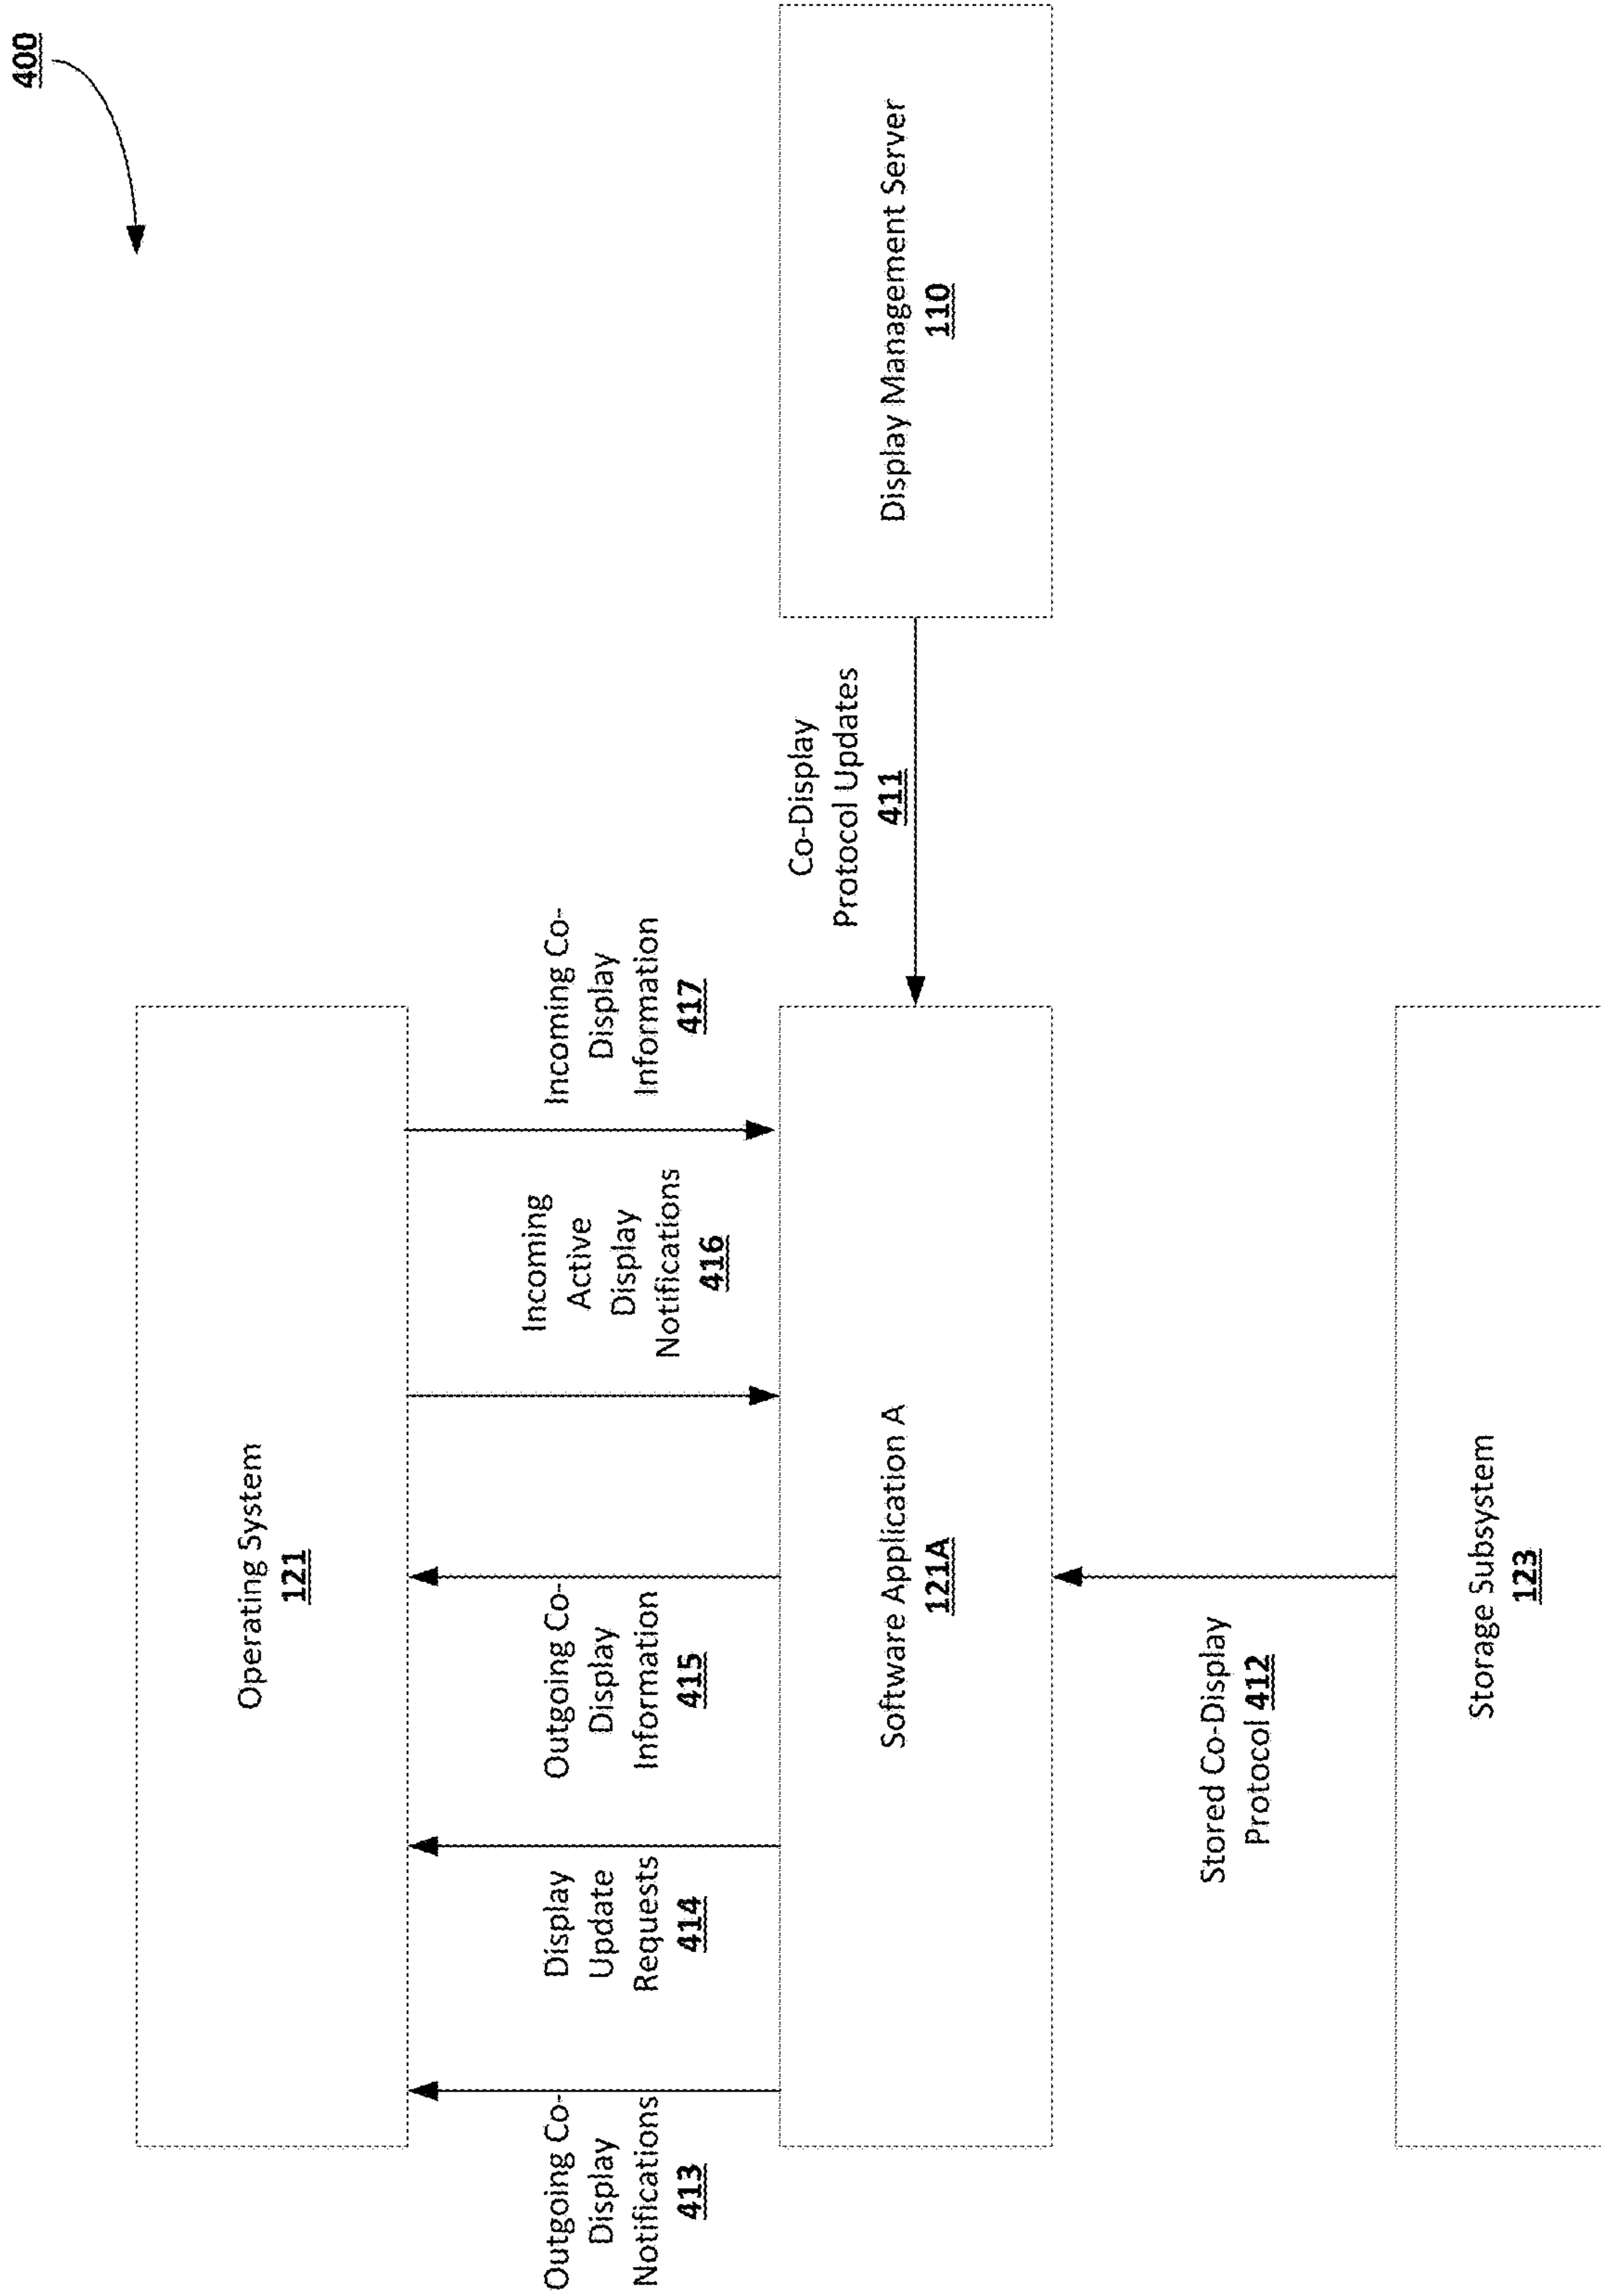 400
Operating System
121
Outgoing Co-
Display
Notifications
413
Display
Update
Requests
414
Outgoing Co-
Display
Information
415
Incoming
Active
Display
Notifications
416
Incoming Co-
Display
Information
417
Software Application A
121A
Co-Display
Protocol Updates
411
Display Management Server
110
Stored Co-Display
Protocol 412
Storage Subsystem
123